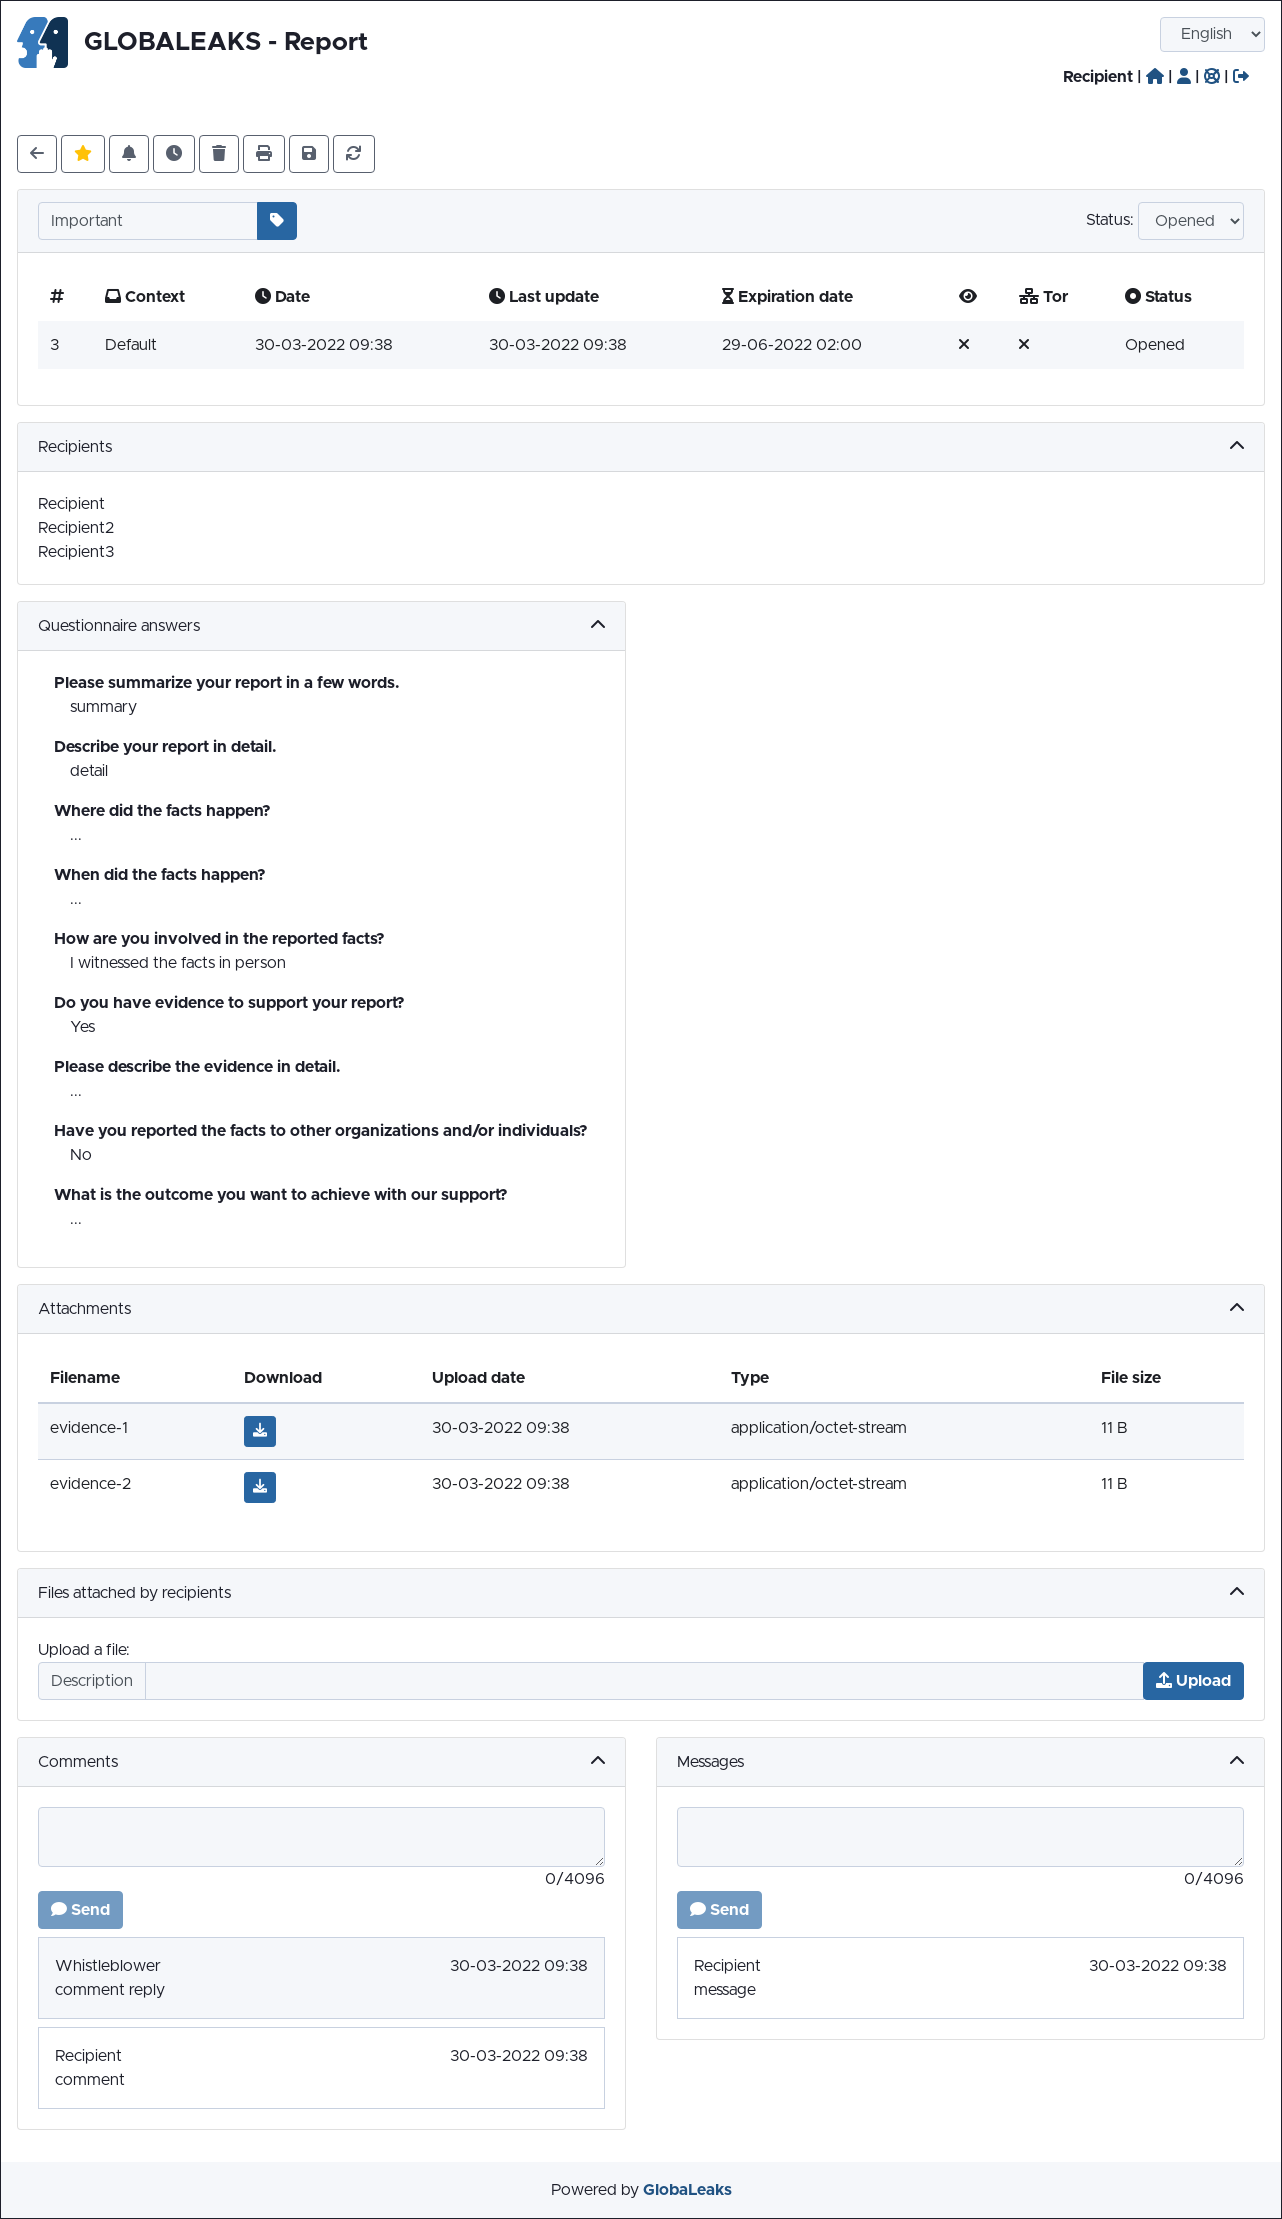 GLOBALEAKS - Report
English
Recipient | | | |
Important
Status: Opened
# Context Date Last update Expiration date Tor Status
3 Default 30-03-2022 09:38 30-03-2022 09:38 29-06-2022 02:00 Opened
Recipients
Recipient
Recipient2
Recipient3
Questionnaire answers
Please summarize your report in a few words.
summary
Describe your report in detail.
detail
Where did the facts happen?
...
When did the facts happen?
...
How are you involved in the reported facts?
I witnessed the facts in person
Do you have evidence to support your report?
Yes
Please describe the evidence in detail.
...
Have you reported the facts to other organizations and/or individuals?
No
What is the outcome you want to achieve with our support?
...
Attachments
Filename Download Upload date Type File size
evidence-1 30-03-2022 09:38 application/octet-stream 11 B
evidence-2 30-03-2022 09:38 application/octet-stream 11 B
Files attached by recipients
Upload a file:
Description Upload
Comments
0/4096
Send
Whistleblower 30-03-2022 09:38
comment reply
Recipient 30-03-2022 09:38
comment
Messages
0/4096
Send
Recipient 30-03-2022 09:38
message
Powered by GlobaLeaks